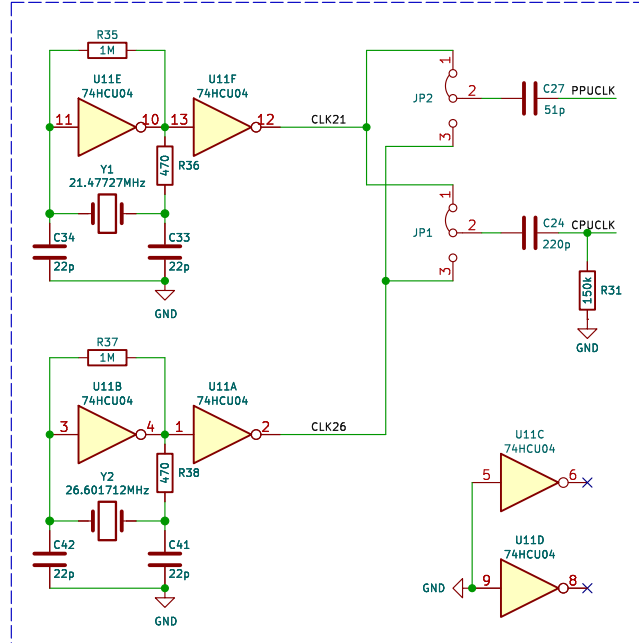 R35
1M
U11E
74HCU04
11
10
U11F
74HCU04
13
12
CLK21
470
R36
Y1
21.47727MHz
C34
22p
C33
22p
GND
1
JP2
2
3
C27
51p
PPUCLK
1
JP1
2
3
C24
220p
CPUCLK
150k
R31
GND
R37
1M
U11B
74HCU04
3
4
U11A
74HCU04
1
2
CLK26
470
R38
Y2
26.601712MHz
C42
22p
C41
22p
GND
U11C
74HCU04
5
6
U11D
74HCU04
GND
9
8